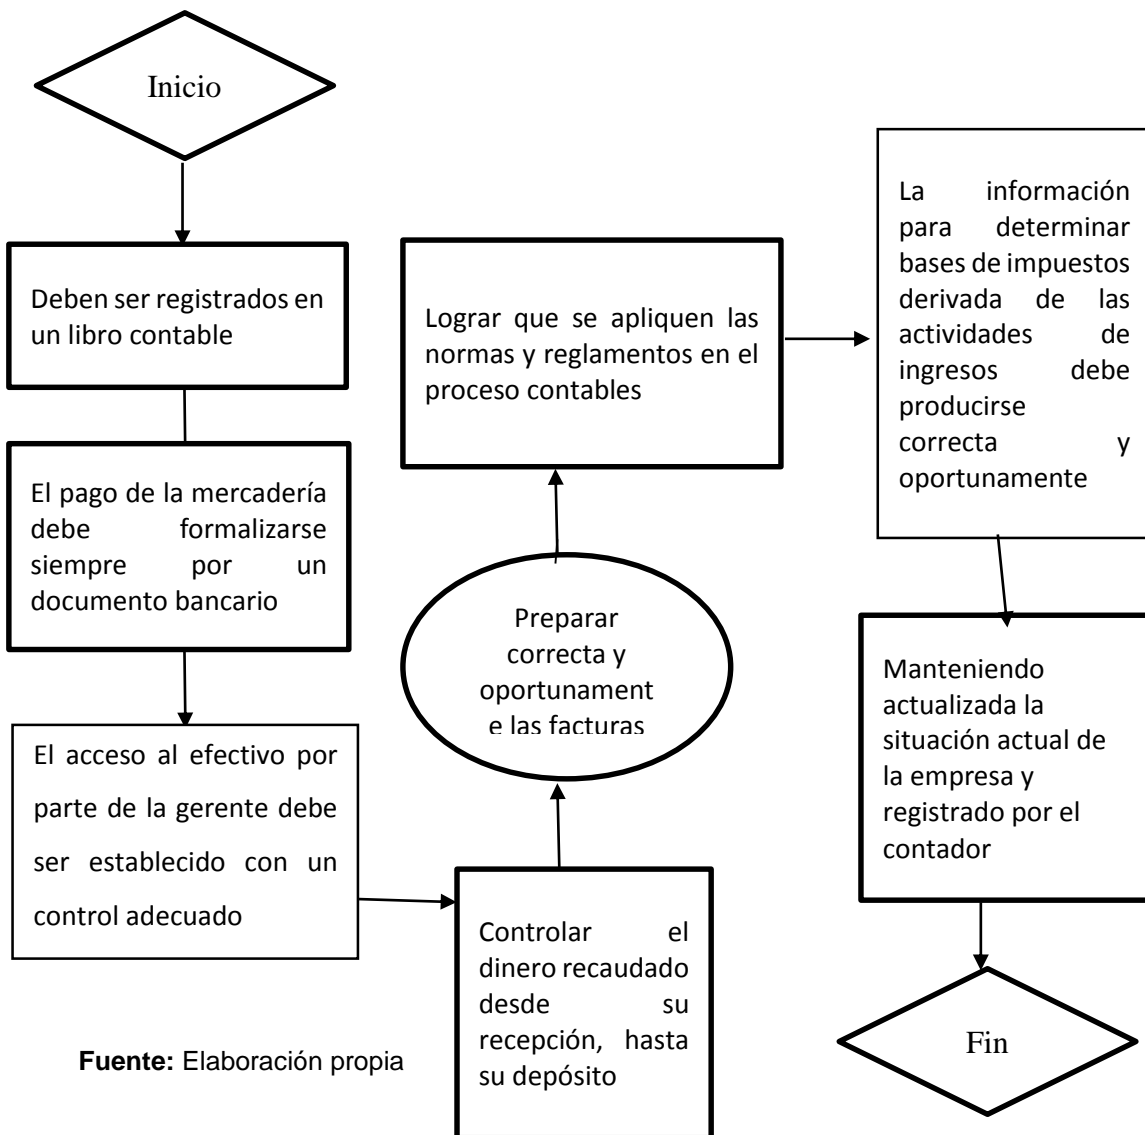 Inicio
Deben ser registrados en
un libro contable
El pago de la mercadería
debe formalizarse
siempre por un
documento bancario
El acceso al efectivo por
parte de la gerente debe
ser establecido con un
control adecuado
Controlar el
dinero recaudado
desde su
recepción, hasta
su depósito
Preparar
correcta y
oportunament
e las facturas
Lograr que se apliquen las
normas y reglamentos en el
proceso contables
La información
para determinar
bases de impuestos
derivada de las
actividades de
ingresos debe
producirse
correcta y
oportunamente
Manteniendo
actualizada la
situación actual de
la empresa y
registrado por el
contador
Fin
Fuente: Elaboración propia